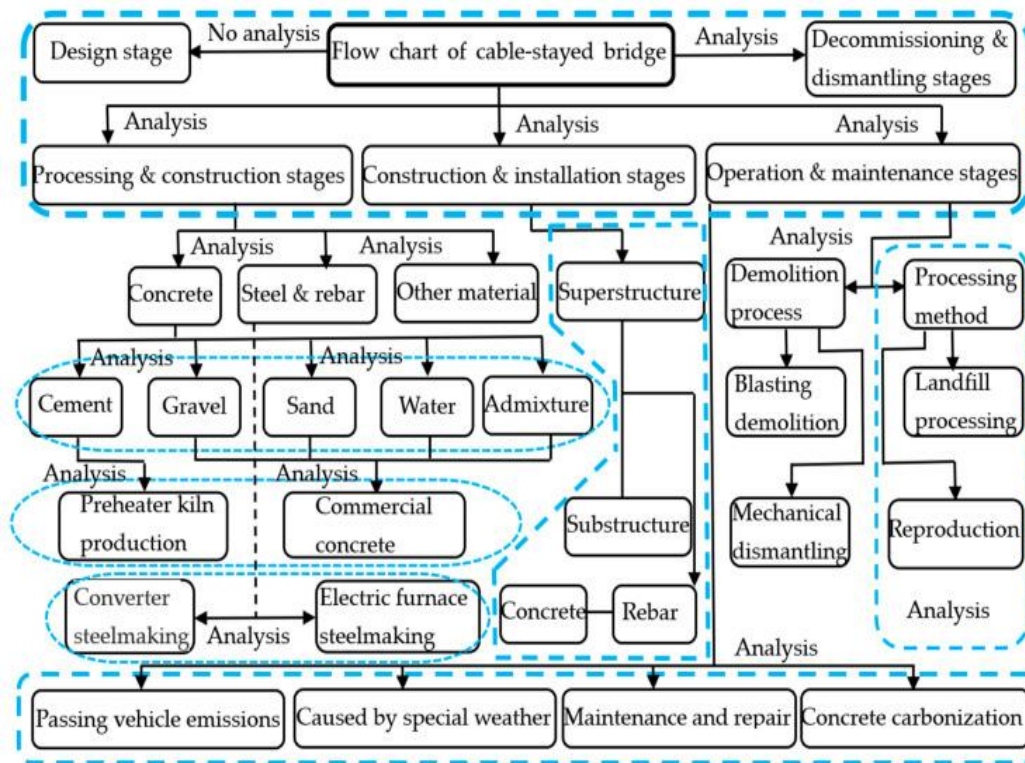 No analysis
Design stage
Flow chart of cable-stayed bridge
Analysis
Decommissioning &
dismantling stages
Analysis
Analysis
Analysis
Processing & construction stages
Construction & installation stages
Operation & maintenance stages
Analysis
Analysis
Analysis
Concrete
Steel & rebar
Other material
Superstructure
Demolition
process
Processing
method
Analysis
Analysis
Cement
Gravel
Sand
Water
Admixture
Blasting
demolition
Landfill
processing
Analysis
Analysis
Preheater kiln
production
Commercial
concrete
Substructure
Mechanical
dismantling
Reproduction
Converter
steelmaking
Analysis
Electric furnace
steelmaking
Concrete
Rebar
Analysis
Analysis
Passing vehicle emissions
Caused by special weather
Maintenance and repair
Concrete carbonization